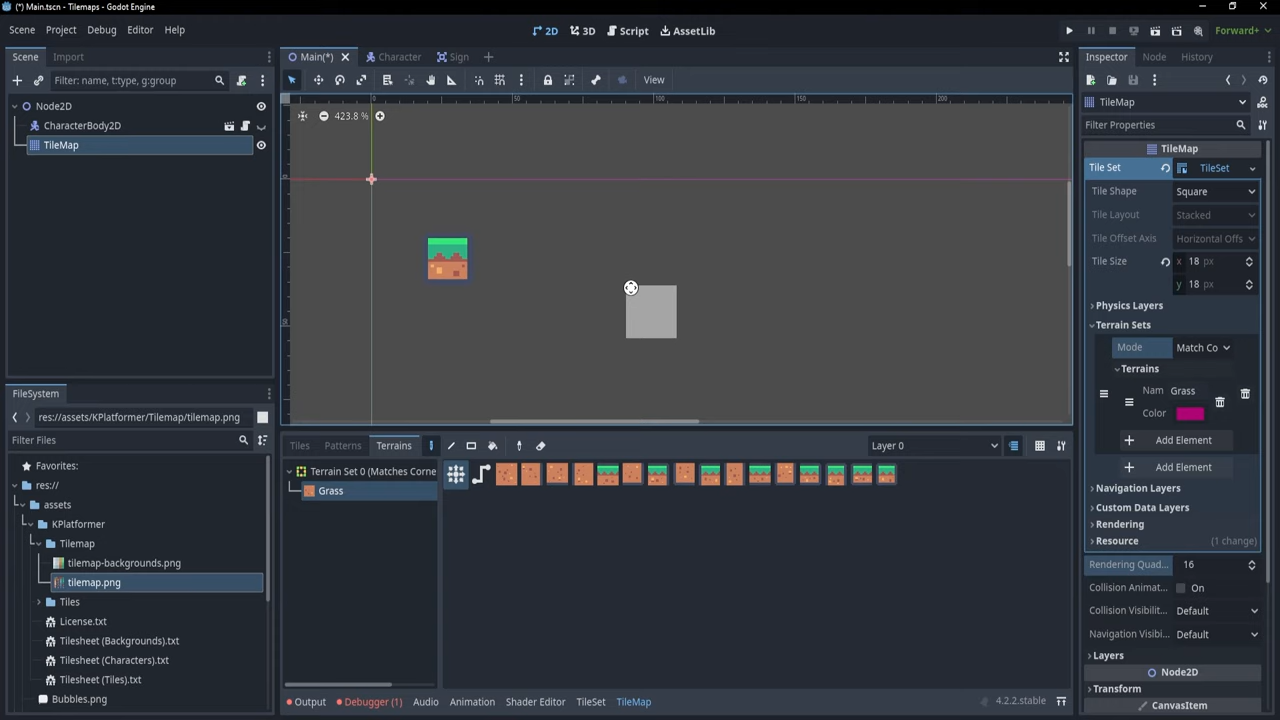 (*) Main.tscn - Tilemaps - Godot Engine
Scene Project Debug Editor Help
2D 3D Script AssetLib
Forward+
Scene Import
Main(*) Character Sign
Inspector Node History
Filter: name, t:type, g:group
View
Node2D
CharacterBody2D
TileMap
0 50 100 150 200
423.8 %
0
50
TileMap
Filter Properties
TileMap
Tile Set TileSet
Tile Shape Square
Tile Layout Stacked
Tile Offset Axis Horizontal Offs
Tile Size x 18 px
y 18 px
Physics Layers
Terrain Sets
Mode Match Co
Terrains
Nam Grass
Color
Add Element
Add Element
Navigation Layers
Custom Data Layers
Rendering
Resource (1 change)
Rendering Quad... 16
Collision Animat... On
Collision Visibilit... Default
Navigation Visibi... Default
Layers
Node2D
Transform
CanvasItem
FileSystem
res://assets/KPlatformer/Tilemap/tilemap.png
Filter Files
Favorites:
res://
assets
KPlatformer
Tilemap
tilemap-backgrounds.png
tilemap.png
Tiles
License.txt
Tilesheet (Backgrounds).txt
Tilesheet (Characters).txt
Tilesheet (Tiles).txt
Bubbles.png
Tiles Patterns Terrains
Layer 0
Terrain Set 0 (Matches Corne
Grass
Output Debugger (1) Audio Animation Shader Editor TileSet TileMap
4.2.2.stable